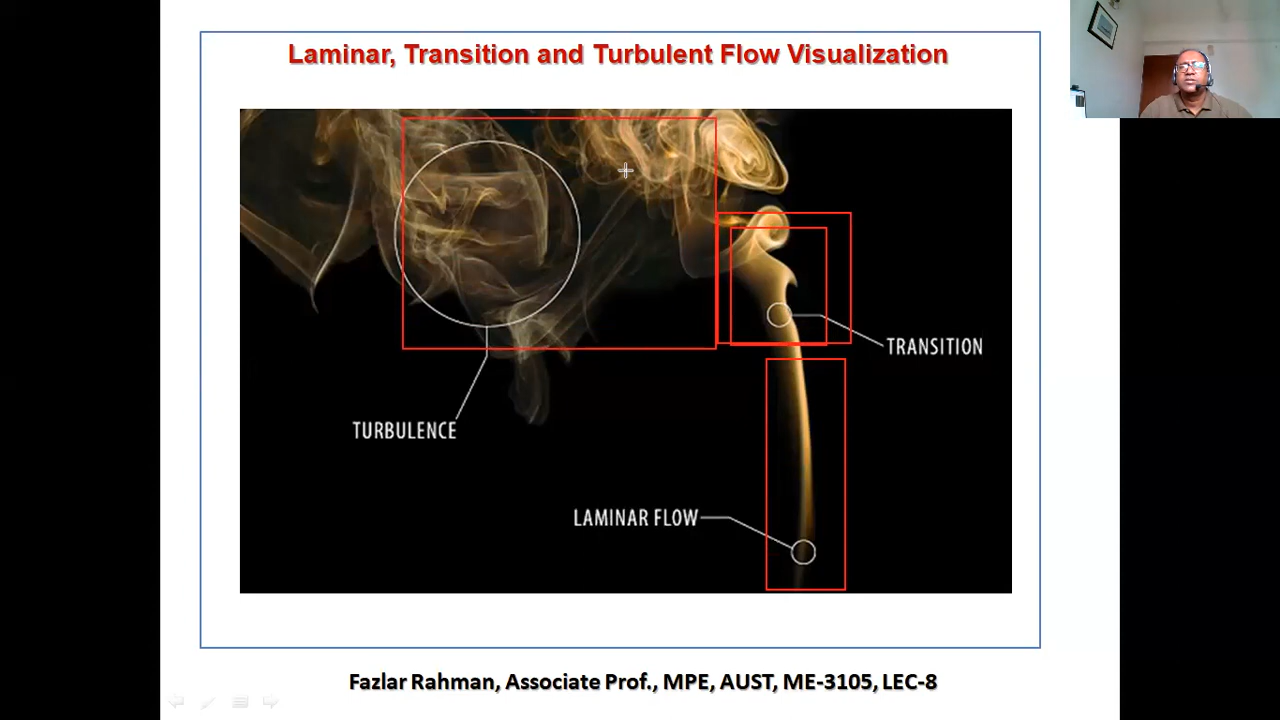 Laminar, Transition and Turbulent Flow Visualization
TRANSITION
TURBULENCE
LAMINAR FLOW
Fazlar Rahman, Associate Prof., MPE, AUST, ME-3105, LEC-8